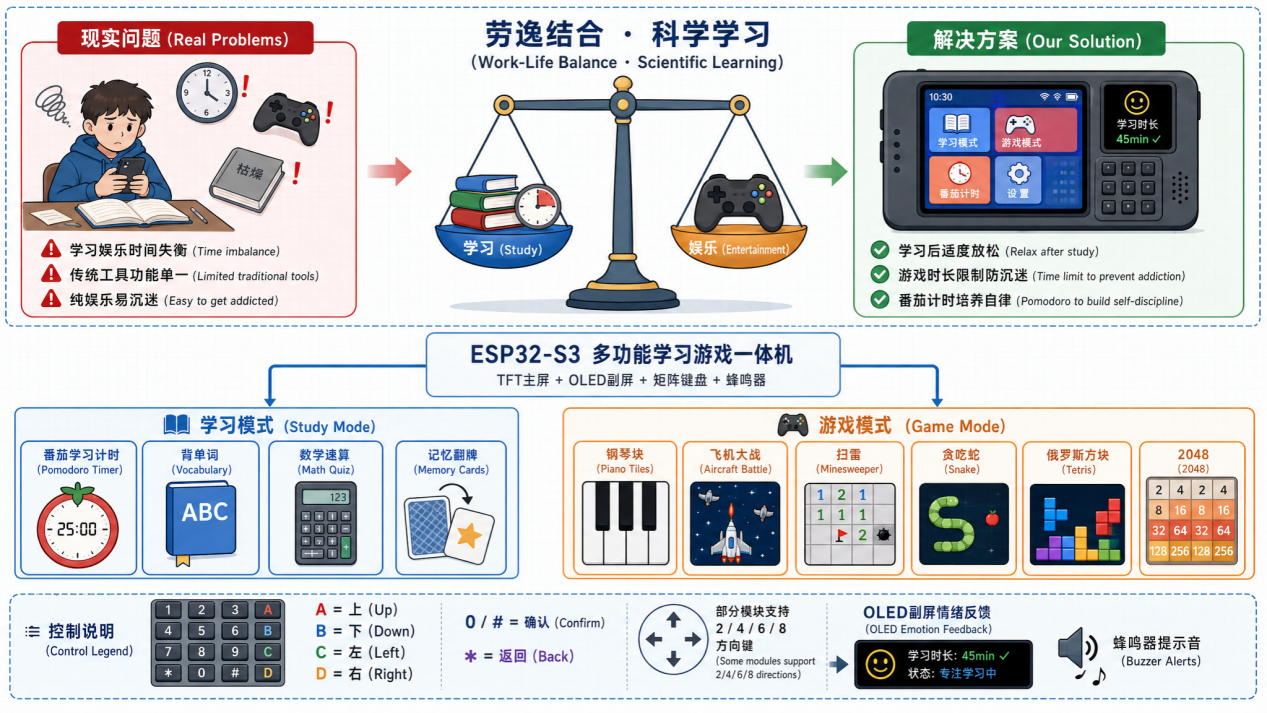 现实问题 (Real Problems)
12
3
6
9
枯燥
!
!
!
学习娱乐时间失衡 (Time imbalance)
传统工具功能单一 (Limited traditional tools)
纯娱乐易沉迷 (Easy to get addicted)
劳逸结合 · 科学学习
(Work-Life Balance · Scientific Learning)
学习 (Study)
娱乐 (Entertainment)
解决方案 (Our Solution)
10:30
学习模式
游戏模式
番茄计时
设置
学习时长
45min ✓
学习后适度放松 (Relax after study)
游戏时长限制防沉迷 (Time limit to prevent addiction)
番茄计时培养自律 (Pomodoro to build self-discipline)
ESP32-S3 多功能学习游戏一体机
TFT主屏 + OLED副屏 + 矩阵键盘 + 蜂鸣器
学习模式 (Study Mode)
番茄学习计时
(Pomodoro Timer)
25:00
背单词
(Vocabulary)
ABC
数学速算
(Math Quiz)
123
记忆翻牌
(Memory Cards)
游戏模式 (Game Mode)
钢琴块
(Piano Tiles)
飞机大战
(Aircraft Battle)
扫雷
(Minesweeper)
1 2 1
1 1 1
2
贪吃蛇
(Snake)
俄罗斯方块
(Tetris)
2048
(2048)
2 4 2 4
8 16 8 16
32 64 32 64
128 256 128 256
控制说明
(Control Legend)
1 2 3 A
4 5 6 B
7 8 9 C
* 0 # D
A = 上 (Up)
B = 下 (Down)
C = 左 (Left)
D = 右 (Right)
0 / # = 确认 (Confirm)
* = 返回 (Back)
部分模块支持
2 / 4 / 6 / 8
方向键
(Some modules support
2/4/6/8 directions)
OLED副屏情绪反馈
(OLED Emotion Feedback)
学习时长: 45min ✓
状态: 专注学习中
蜂鸣器提示音
(Buzzer Alerts)